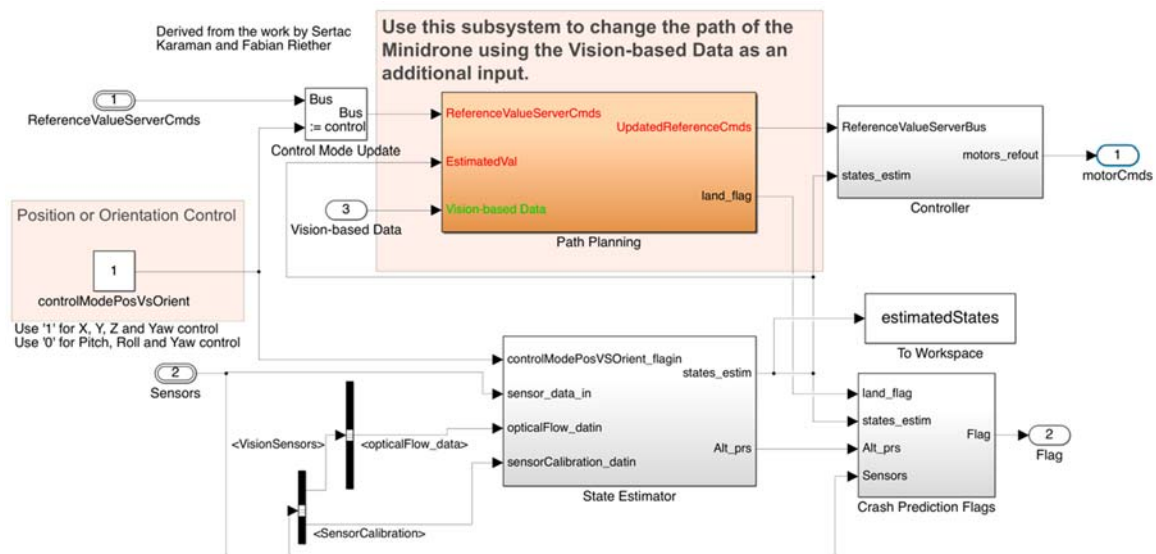 Derived from the work by Sertac
Karaman and Fabian Riether
Use this subsystem to change the path of the
Minidrone using the Vision-based Data as an
additional input.
1
ReferenceValueServerCmds
Bus
Bus
:= control
Control Mode Update
ReferenceValueServerCmds
UpdatedReferenceCmds
EstimatedVal
land_flag
Vision-based Data
Path Planning
3
Vision-based Data
ReferenceValueServerBus
motors_refout
states_estim
Controller
1
motorCmds
Position or Orientation Control
1
controlModePosVsOrient
Use '1' for X, Y, Z and Yaw control
Use '0' for Pitch, Roll and Yaw control
2
Sensors
estimatedStates
To Workspace
controlModePosVSOrient_flagin
states_estim
sensor_data_in
opticalFlow_datin
Alt_prs
sensorCalibration_datin
State Estimator
<VisionSensors>
<opticalFlow_data>
<SensorCalibration>
land_flag
states_estim
Flag
Alt_prs
Sensors
Crash Prediction Flags
2
Flag